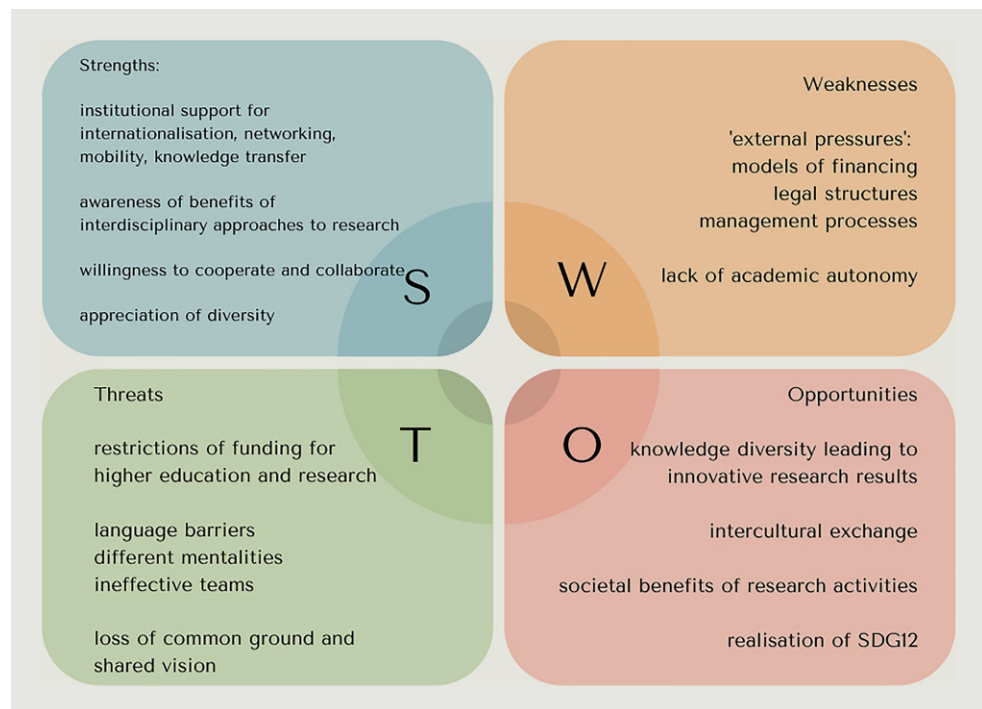 Strengths:
institutional support for
internationalisation, networking,
mobility, knowledge transfer
awareness of benefits of
interdisciplinary approaches to research
willingness to cooperate and collaborate
appreciation of diversity
S
Weaknesses
'external pressures':
models of financing
legal structures
management processes
lack of academic autonomy
W
Threats
restrictions of funding for
higher education and research
language barriers
different mentalities
ineffective teams
loss of common ground and
shared vision
T
Opportunities
knowledge diversity leading to
innovative research results
intercultural exchange
societal benefits of research activities
realisation of SDG12
O